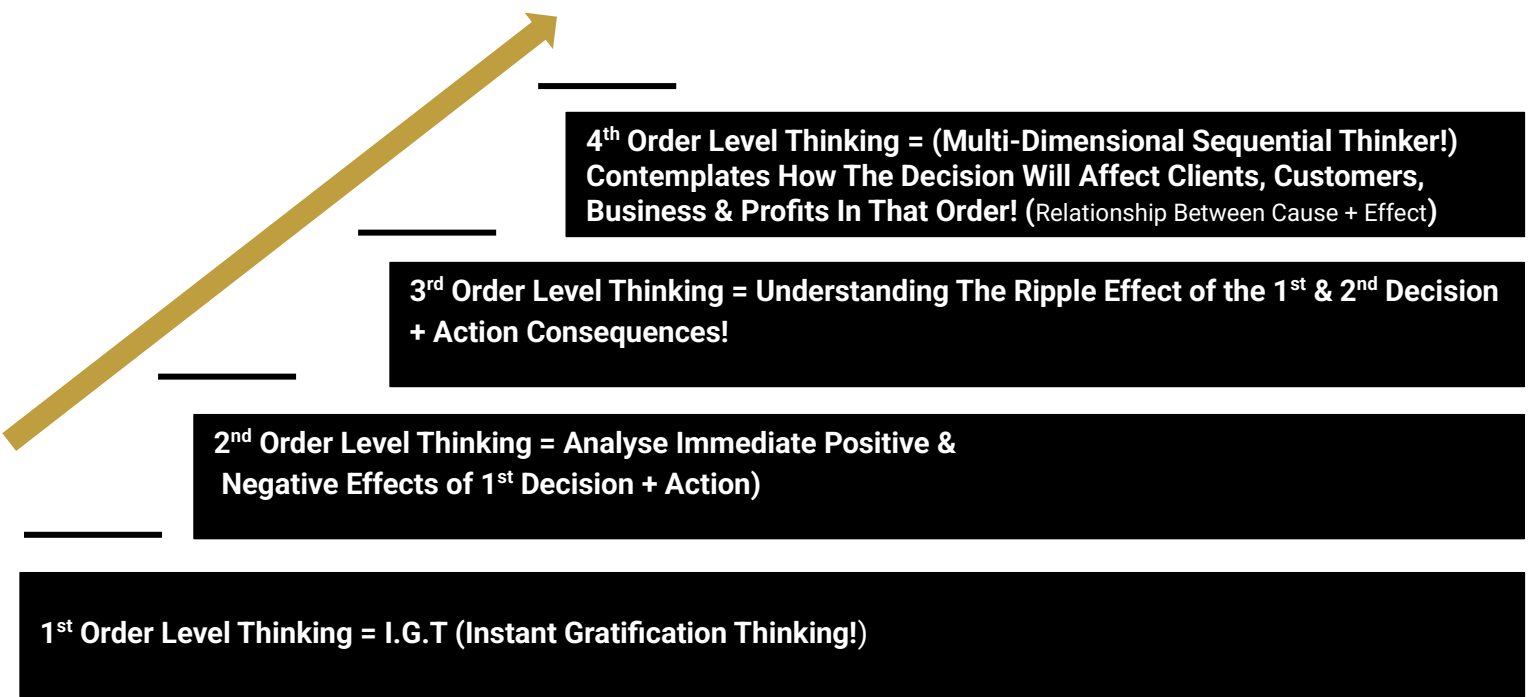 4th Order Level Thinking = (Multi-Dimensional Sequential Thinker!)
Contemplates How The Decision Will Affect Clients, Customers,
Business & Profits In That Order! (Relationship Between Cause + Effect)
3rd Order Level Thinking = Understanding The Ripple Effect of the 1st & 2nd Decision
+ Action Consequences!
2nd Order Level Thinking = Analyse Immediate Positive &
Negative Effects of 1st Decision + Action)
1st Order Level Thinking = I.G.T (Instant Gratification Thinking!)